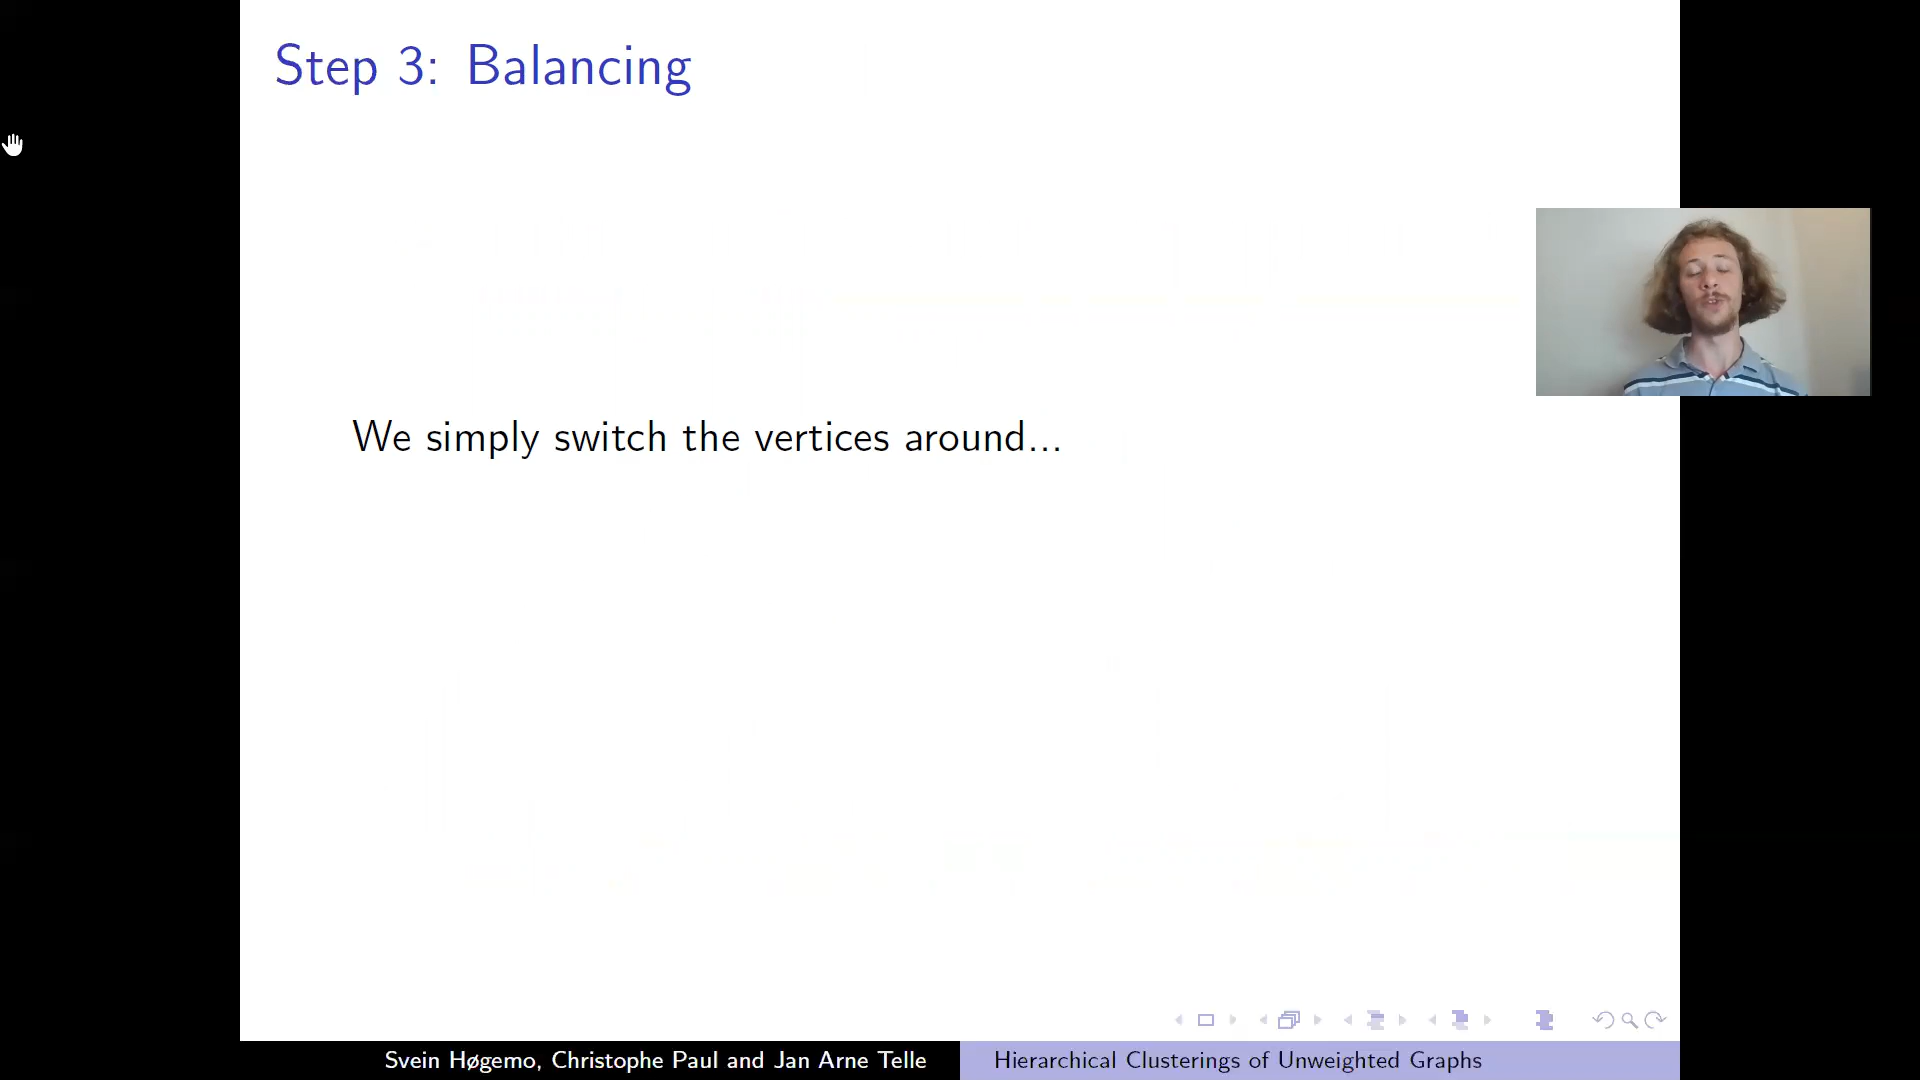 Step 3: Balancing
We simply switch the vertices around...
Svein Høgemo, Christophe Paul and Jan Arne Telle
Hierarchical Clusterings of Unweighted Graphs